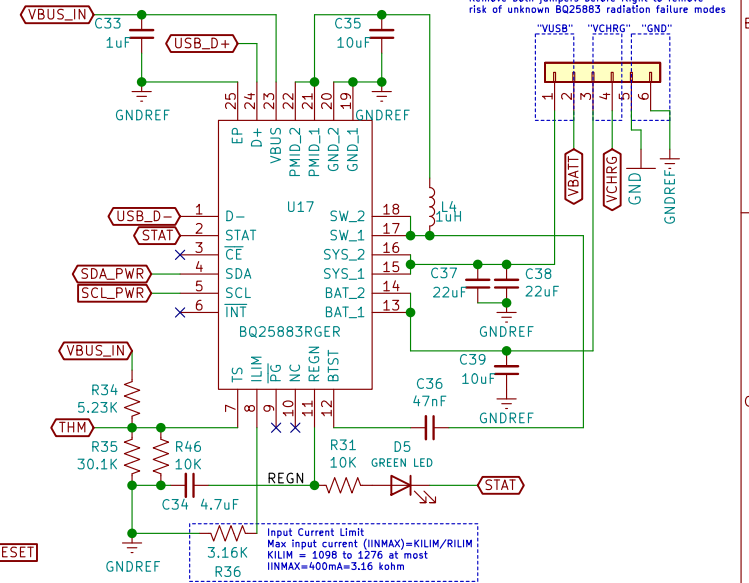 Remove both jumpers before flight to remove
risk of unknown BQ25883 radiation failure modes
VBUS_IN
C33
1uF
USB_D+
C35
10uF
GNDREF
GNDREF
"VUSB"
"VCHRG"
"GND"
1
2
3
4
5
6
VBATT
VCHRG
GND
GNDREF
25
24
23
22
21
20
19
EP
D+
VBUS
PMID_2
PMID_1
GND_2
GND_1
U17
L4
1uH
USB_D-
1
D-
SW_2
18
STAT
2
STAT
SW_1
17
3
CE
SYS_2
16
SDA_PWR
4
SDA
SYS_1
15
SCL_PWR
5
SCL
BAT_2
14
6
INT
BAT_1
13
C37
22uF
C38
22uF
GNDREF
BQ25883RGER
TS
ILIM
PG
NC
REGN
BTST
7
8
9
10
11
12
C39
10uF
GNDREF
C36
47nF
VBUS_IN
R34
5.23K
THM
R35
30.1K
R46
10K
C34
4.7uF
REGN
R31
10K
D5
GREEN LED
STAT
GNDREF
3.16K
R36
Input Current Limit
Max input current (IINMAX)=KILIM/RILIM
KILIM = 1098 to 1276 at most
IINMAX=400mA=3.16 kohm
ESET